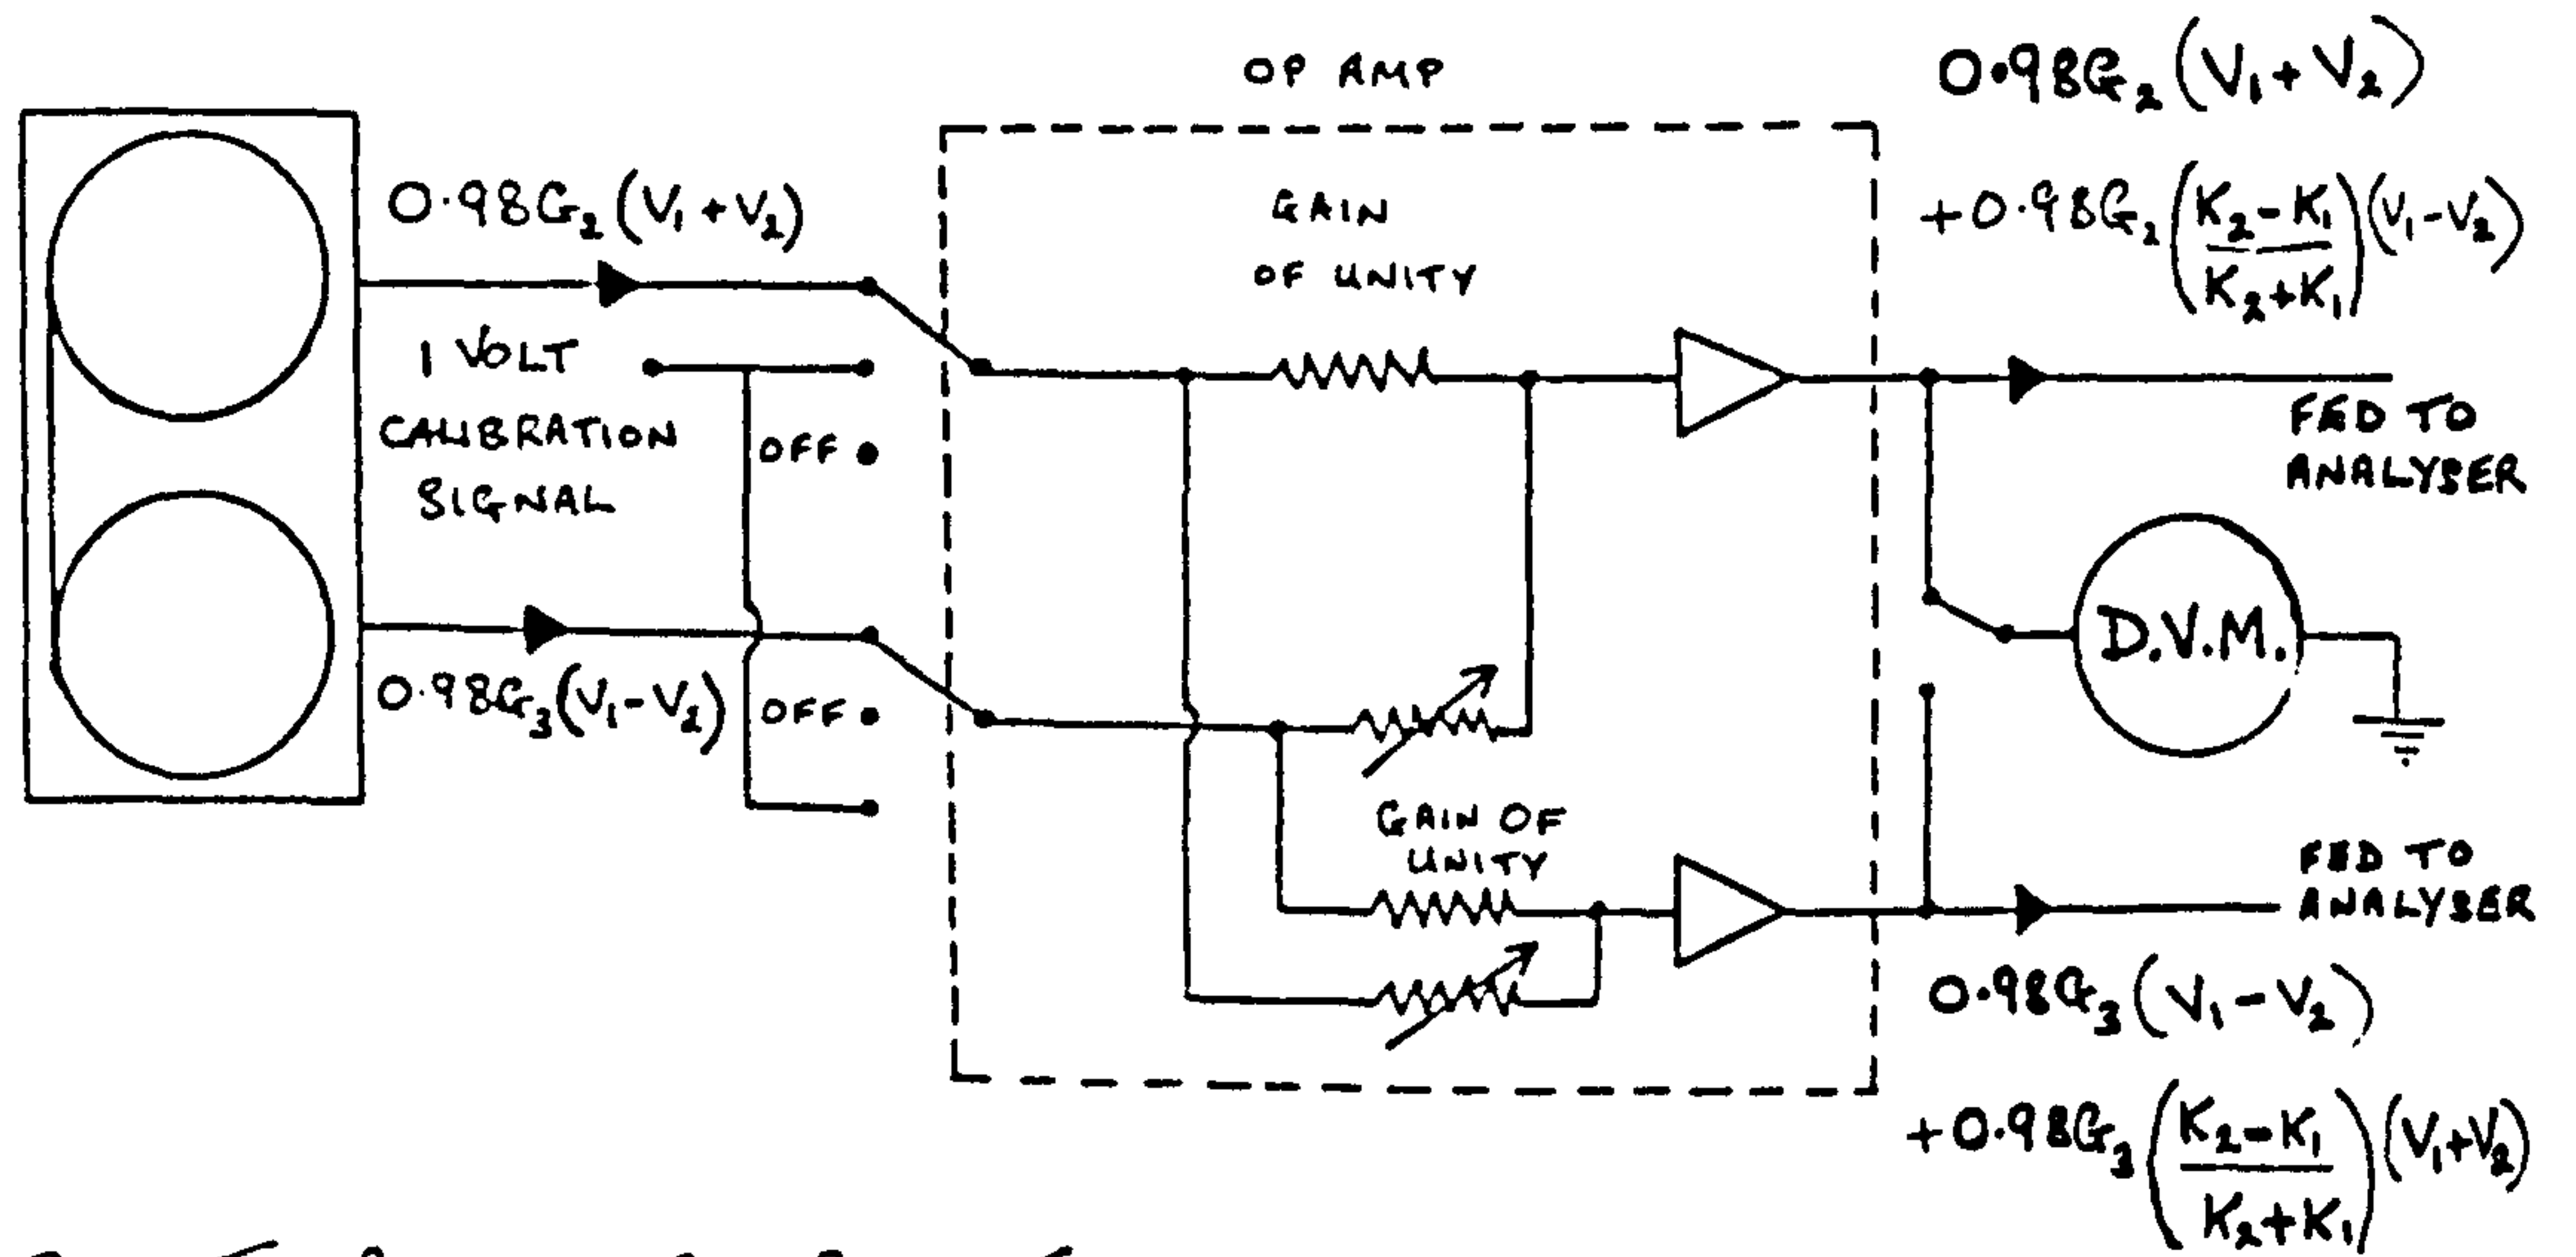 OP AMP
0.98G₂(V₁+V₂)
+0.98G₂((K₂-K₁)/(K₂+K₁))(V₁-V₂)
0.98G₂(V₁+V₂)
GAIN
OF UNITY
1 VOLT
CALIBRATION
SIGNAL
OFF
FED TO
ANALYSER
D.V.M.
0.98G₃(V₁-V₂)
OFF
GAIN OF
UNITY
FED TO
ANALYSER
0.98G₃(V₁-V₂)
+0.98G₃((K₂-K₁)/(K₂+K₁))(V₁+V₂)